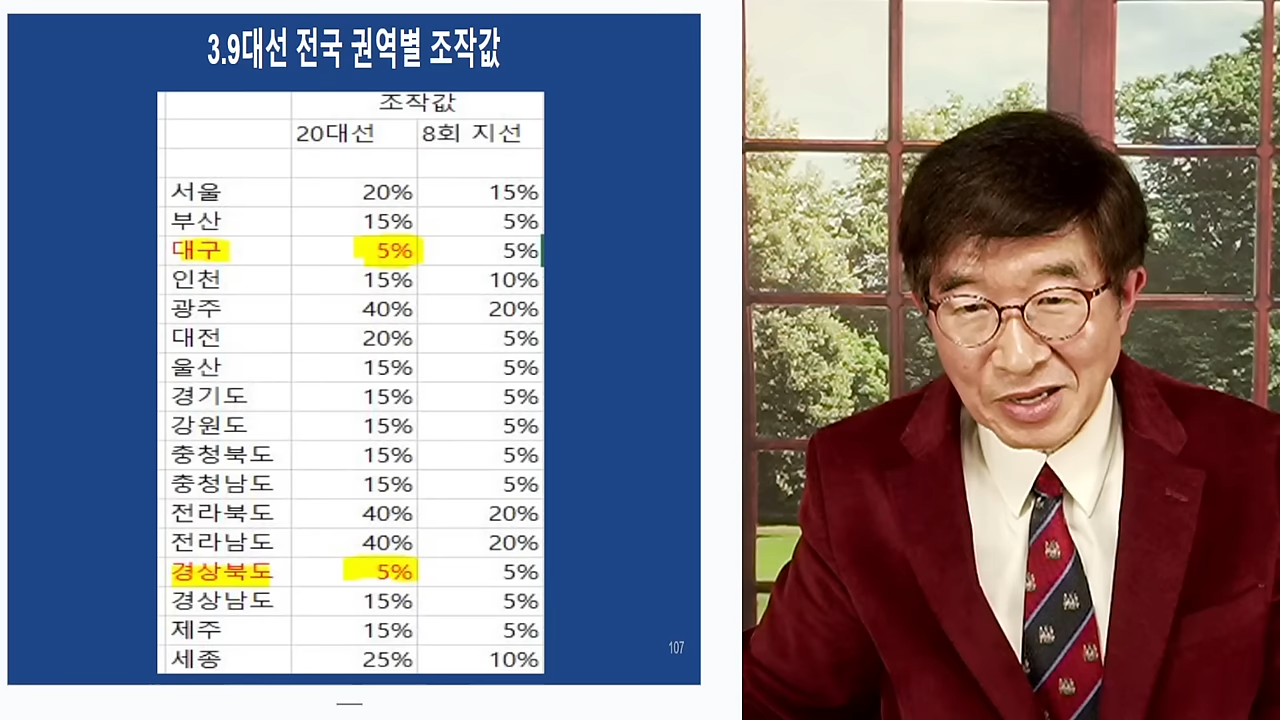 3.9대선 전국 권역별 조작값
조작값
20대선 8회 지선
서울 20% 15%
부산 15% 5%
대구 5% 5%
인천 15% 10%
광주 40% 20%
대전 20% 5%
울산 15% 5%
경기도 15% 5%
강원도 15% 5%
충청북도 15% 5%
충청남도 15% 5%
전라북도 40% 20%
전라남도 40% 20%
경상북도 5% 5%
경상남도 15% 5%
제주 15% 5%
세종 25% 10%
107